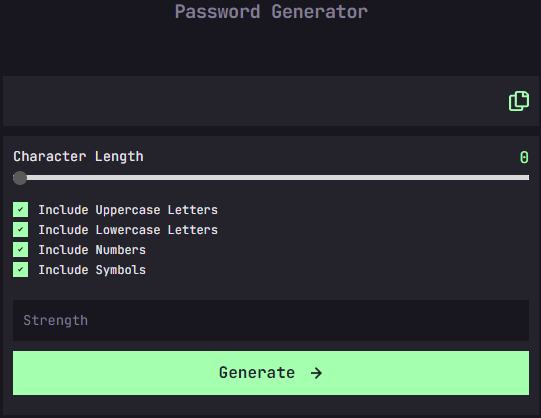 Password Generator
Character Length 0
Include Uppercase Letters
Include Lowercase Letters
Include Numbers
Include Symbols
Strength
Generate →